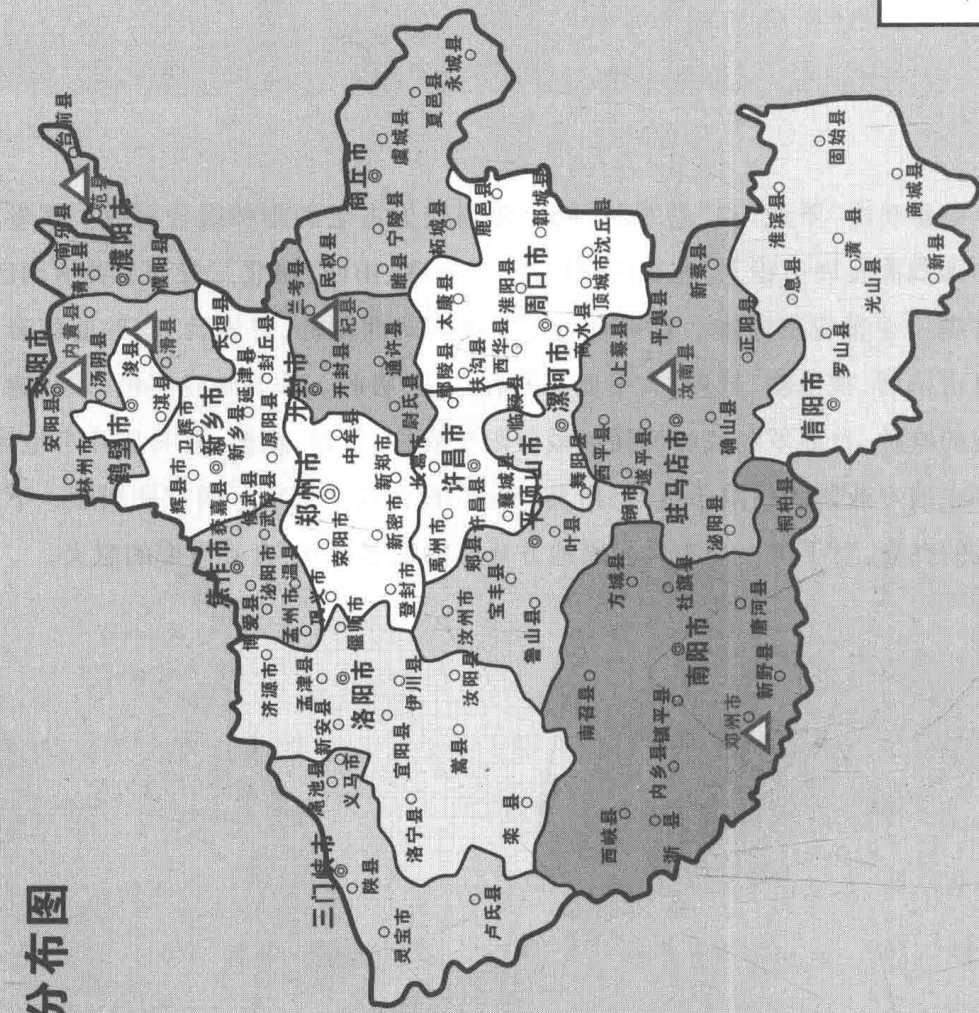 分布图
安阳市
安阳县
林州市
汤阴县
内黄县
滑县
鹤壁市
浚县
淇县
濮阳市
南乐县
清丰县
濮阳县
范县
台前县
新乡市
辉县市
卫辉市
新乡县
获嘉县
原阳县
延津县
封丘县
长垣县
焦作市
修武县
武陟县
博爱县
泌阳市
温县
孟州市
济源市
郑州市
荥阳市
巩义市
中牟县
新郑市
新密市
登封市
开封市
开封县
兰考县
杞县
通许县
尉氏县
商丘市
民权县
睢县
宁陵县
柘城县
虞城县
夏邑县
永城县
洛阳市
孟津县
偃师市
新安县
伊川县
宜阳县
汝阳县
嵩县
洛宁县
栾县
三门峡市
渑池县
义马市
陕县
灵宝市
卢氏县
许昌市
许昌县
长葛市
禹州市
鄢陵县
襄城县
漯河市
临颍县
舞阳县
平顶山市
郏县
宝丰县
汝州市
鲁山县
叶县
钢市
周口市
扶沟县
太康县
西华县
淮阳县
鹿邑县
郸城县
商水县
项城市
沈丘县
驻马店市
西平县
上蔡县
遂平县
汝南县
平舆县
新蔡县
正阳县
确山县
泌阳县
南阳市
南召县
方城县
社旗县
唐河县
桐柏县
新野县
邓州市
镇平县
内乡县
西峡县
淅县
信阳市
罗山县
息县
淮滨县
潢县
光山县
新县
商城县
固始县